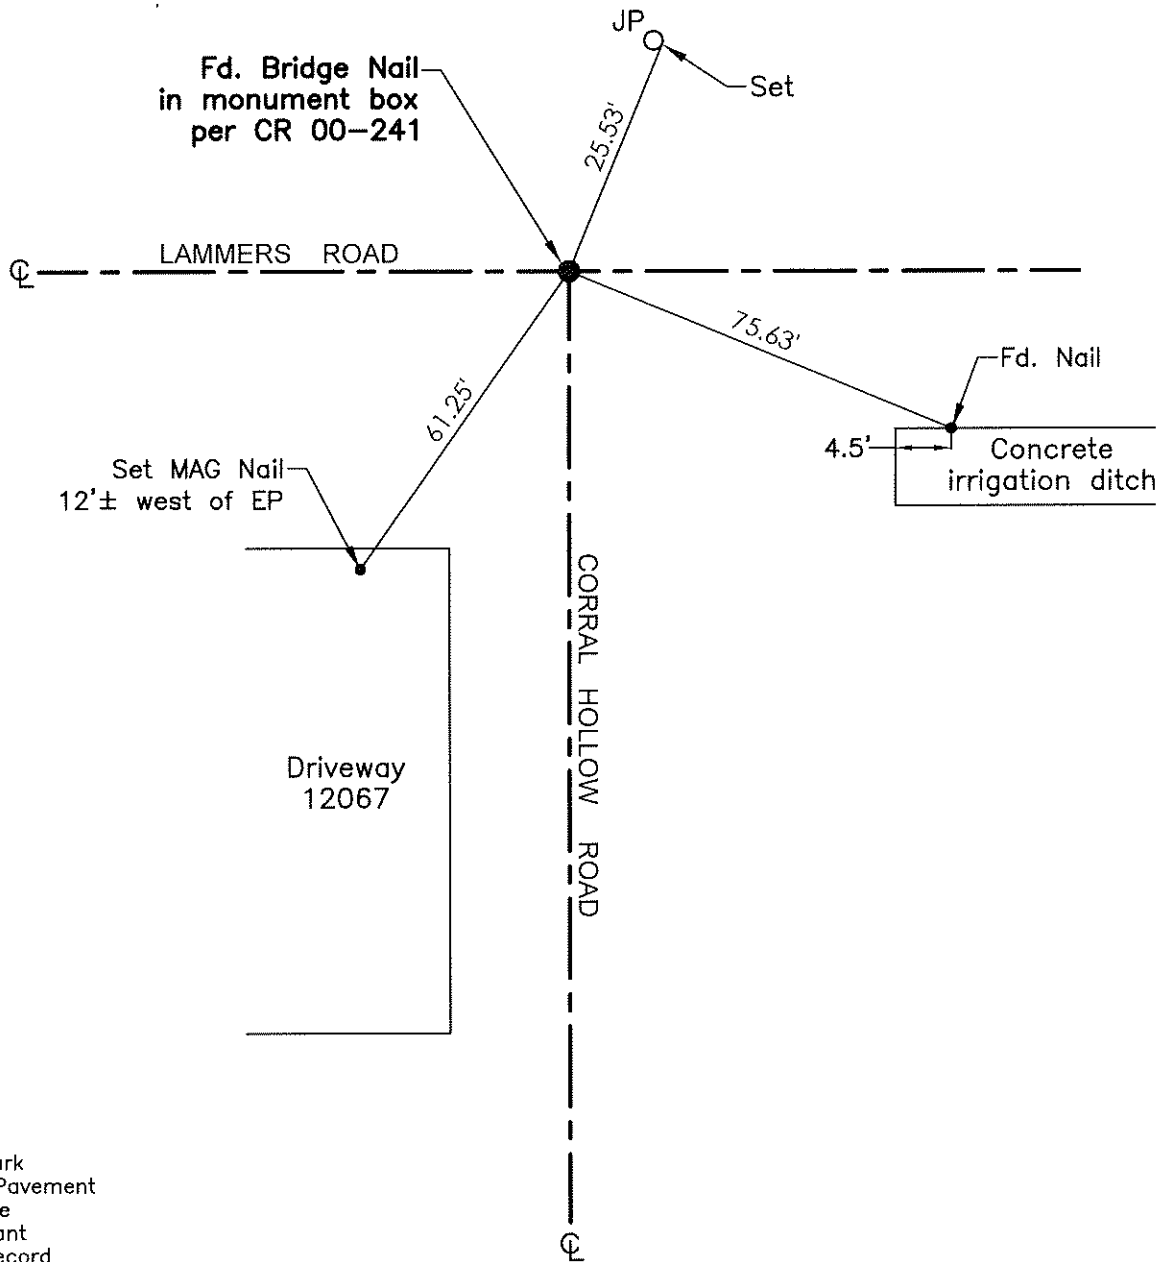 JP
Fd. Bridge Nail
in monument box
per CR 00-241
Set
25.53'
LAMMERS ROAD
℄
75.63'
Fd. Nail
61.25'
4.5'
Concrete
irrigation ditch
Set MAG Nail
12'± west of EP
CORRAL HOLLOW ROAD
Driveway
12067
Pavement
℄